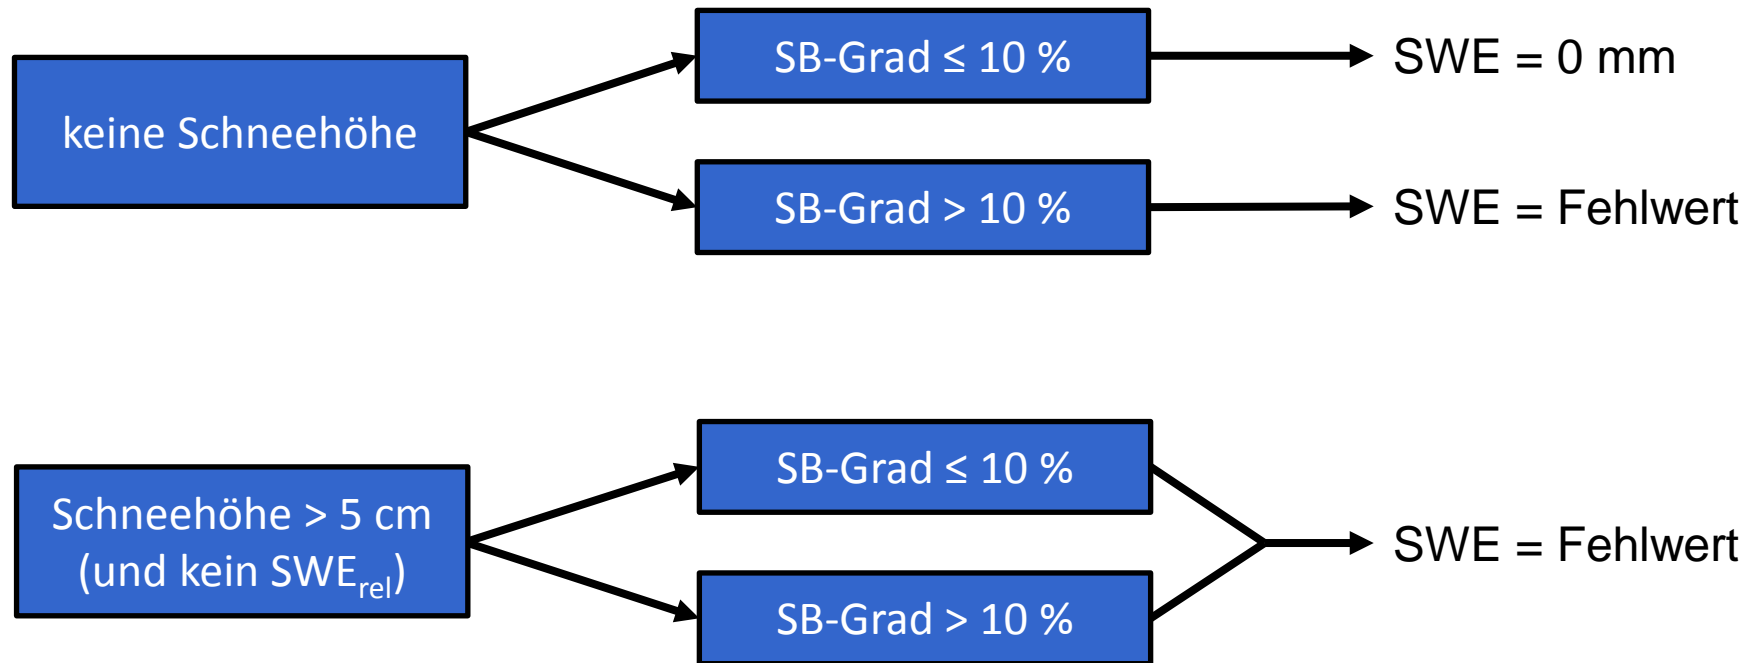 keine Schneehöhe
SB-Grad ≤ 10 %
SWE = 0 mm
SB-Grad > 10 %
SWE = Fehlwert
Schneehöhe > 5 cm
(und kein SWErel)
SB-Grad ≤ 10 %
SB-Grad > 10 %
SWE = Fehlwert